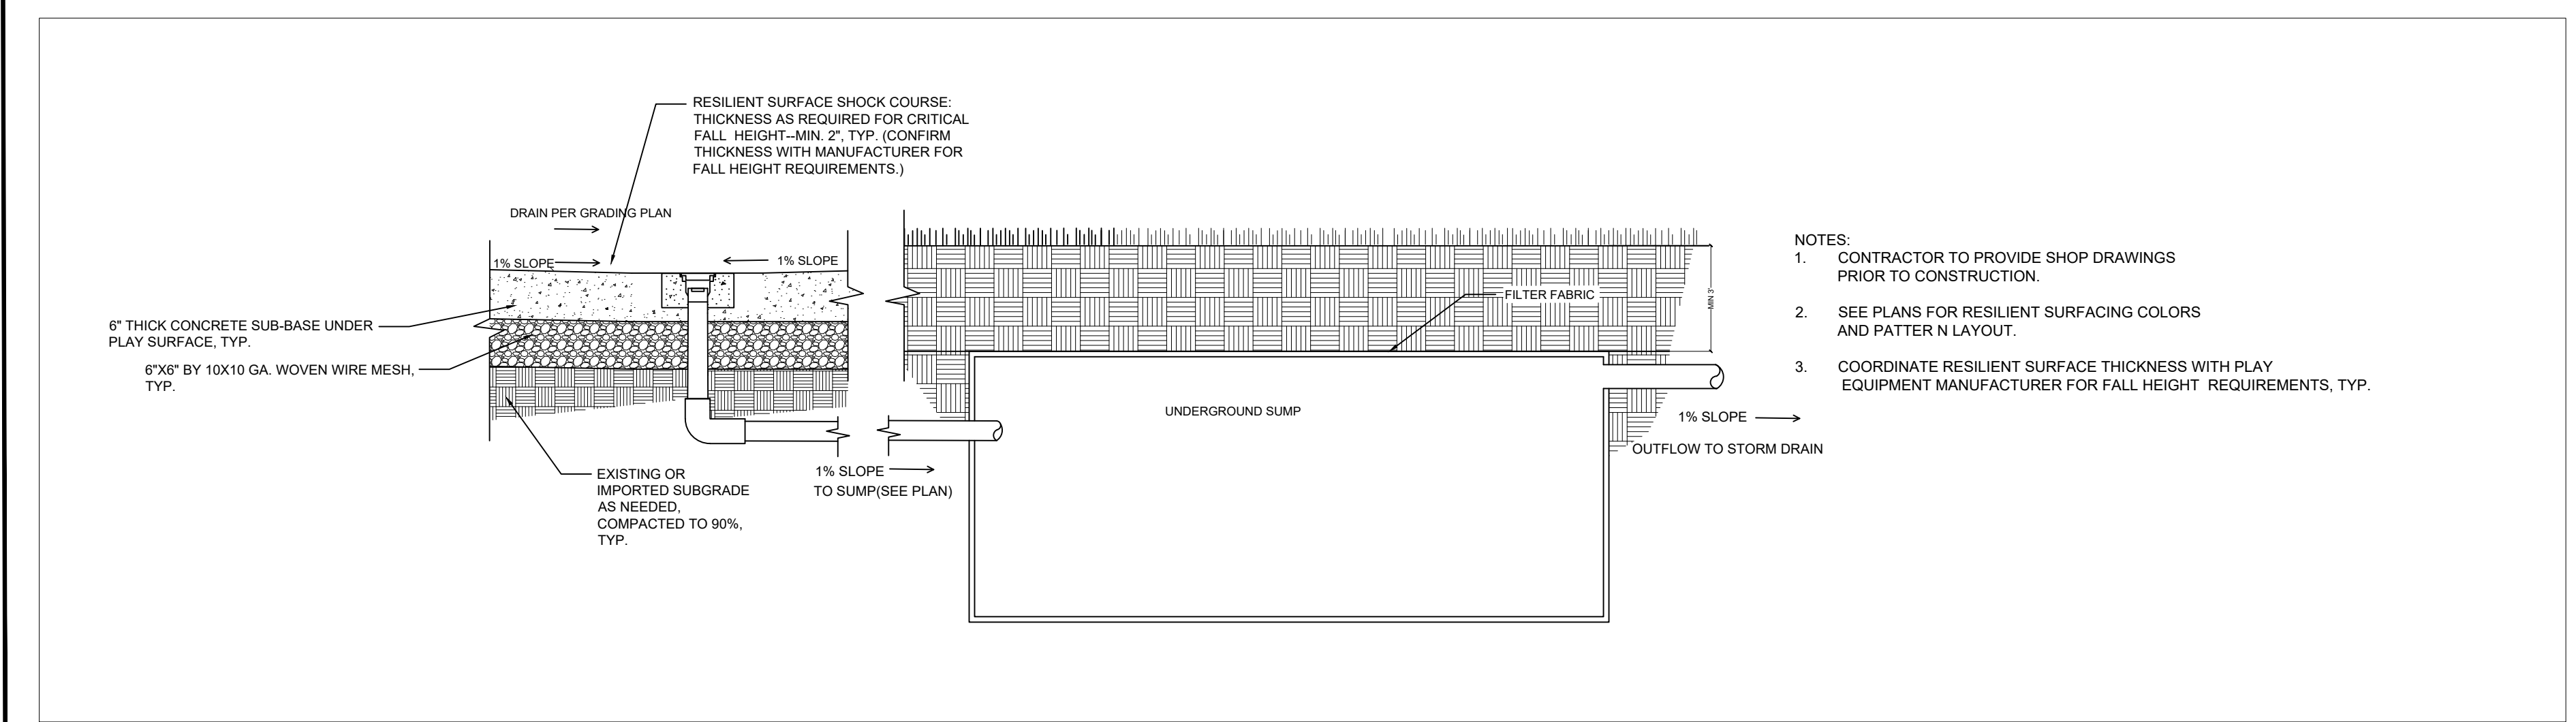 RESILIENT SURFACE SHOCK COURSE:
THICKNESS AS REQUIRED FOR CRITICAL
FALL HEIGHT--MIN. 2", TYP. (CONFIRM
THICKNESS WITH MANUFACTURER FOR
FALL HEIGHT REQUIREMENTS.)
DRAIN PER GRADING PLAN
1% SLOPE
1% SLOPE
6" THICK CONCRETE SUB-BASE UNDER
PLAY SURFACE, TYP.
6"X6" BY 10X10 GA. WOVEN WIRE MESH,
TYP.
EXISTING OR
IMPORTED SUBGRADE
AS NEEDED,
COMPACTED TO 90%,
TYP.
1% SLOPE
TO SUMP(SEE PLAN)
FILTER FABRIC
MIN 3'
UNDERGROUND SUMP
1% SLOPE
OUTFLOW TO STORM DRAIN
NOTES:
1. CONTRACTOR TO PROVIDE SHOP DRAWINGS
PRIOR TO CONSTRUCTION.
2. SEE PLANS FOR RESILIENT SURFACING COLORS
AND PATTER N LAYOUT.
3. COORDINATE RESILIENT SURFACE THICKNESS WITH PLAY
EQUIPMENT MANUFACTURER FOR FALL HEIGHT REQUIREMENTS, TYP.